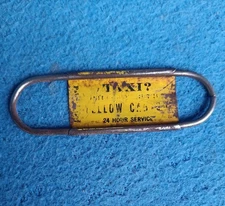 TAXI?
YELLOW CAB
24 HOUR SERVICE